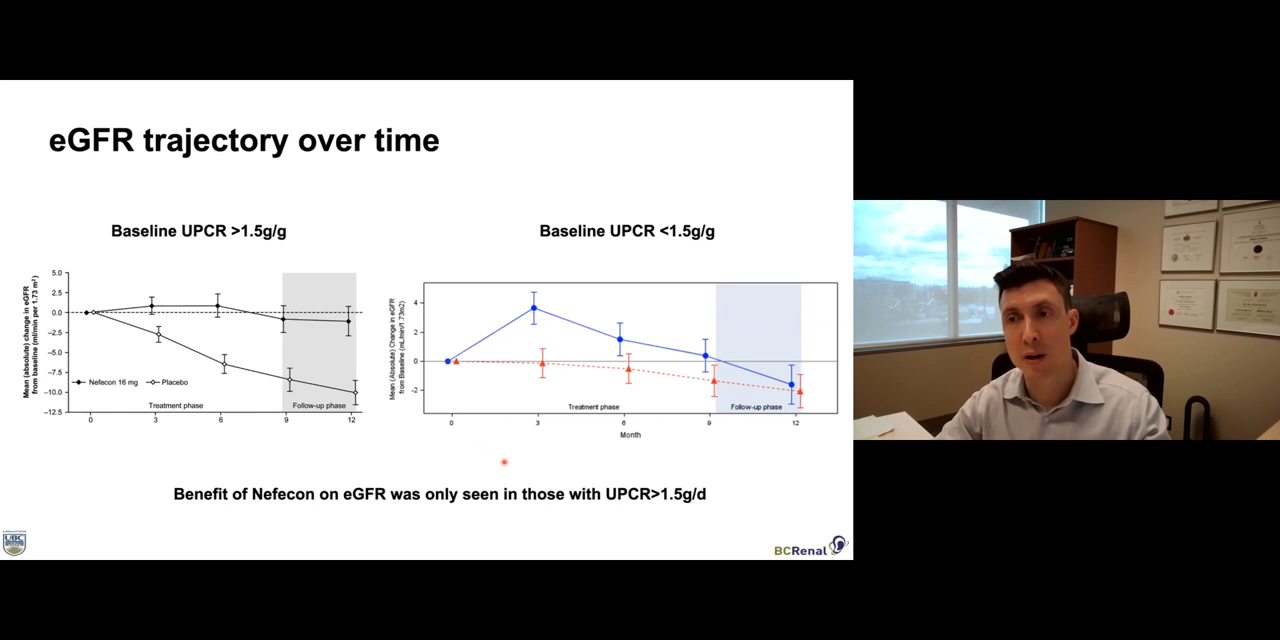 eGFR trajectory over time
Baseline UPCR >1.5g/g
Baseline UPCR <1.5g/g
Mean (absolute) change in eGFR
from baseline (ml/min per 1.73 m²)
5.0
2.5
0.0
−2.5
−5.0
−7.5
−10.0
−12.5
Nefecon 16 mg
Placebo
Treatment phase
Follow-up phase
0
3
6
9
12
Mean (Absolute) Change in eGFR
from Baseline (mL/min/1.73m2)
4
2
0
-2
Treatment phase
Follow-up phase
0
3
6
9
12
Month
Benefit of Nefecon on eGFR was only seen in those with UPCR>1.5g/d
UBC
BCRenal